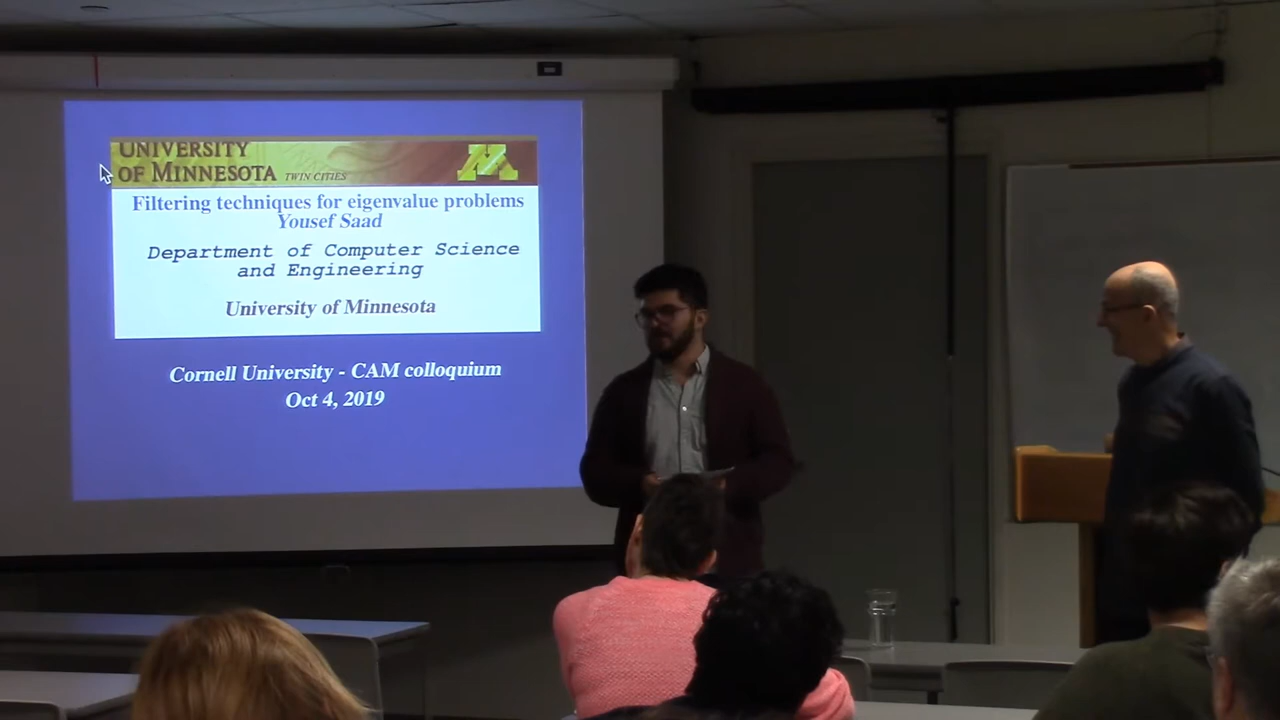 UNIVERSITY
OF MINNESOTA TWIN CITIES
Filtering techniques for eigenvalue problems
Yousef Saad
Department of Computer Science
and Engineering
University of Minnesota
Cornell University - CAM colloquium
Oct 4, 2019